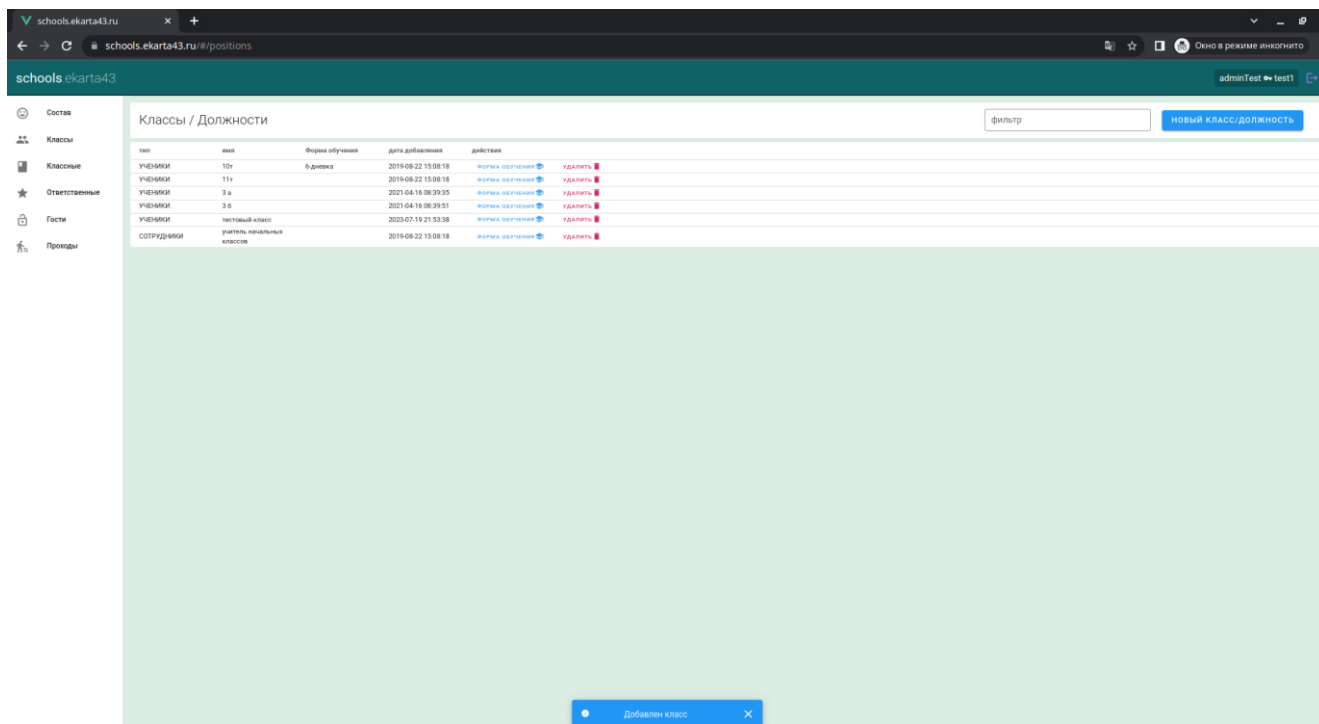 schools.ekarta43.ru
schools.ekarta43.ru/#/positions
Окно в режиме инкогнито
schools.ekarta43
adminTest test1
Состав
Классы
Классные
Ответственные
Гости
Проходы
Классы / Должности
фильтр
НОВЫЙ КЛАСС/ДОЛЖНОСТЬ
тип имя Форма обучения дата добавления действия
УЧЕНИКИ 10т 6-дневка 2019-08-22 15:08:18 ФОРМА ОБУЧЕНИЯ УДАЛИТЬ
УЧЕНИКИ 11т 2019-08-22 15:08:18 ФОРМА ОБУЧЕНИЯ УДАЛИТЬ
УЧЕНИКИ 3 а 2021-04-16 08:39:35 ФОРМА ОБУЧЕНИЯ УДАЛИТЬ
УЧЕНИКИ 3 б 2021-04-16 08:39:51 ФОРМА ОБУЧЕНИЯ УДАЛИТЬ
УЧЕНИКИ тестовый класс 2023-07-19 21:53:38 ФОРМА ОБУЧЕНИЯ УДАЛИТЬ
СОТРУДНИКИ учитель начальных классов 2019-08-22 15:08:18 ФОРМА ОБУЧЕНИЯ УДАЛИТЬ
Добавлен класс